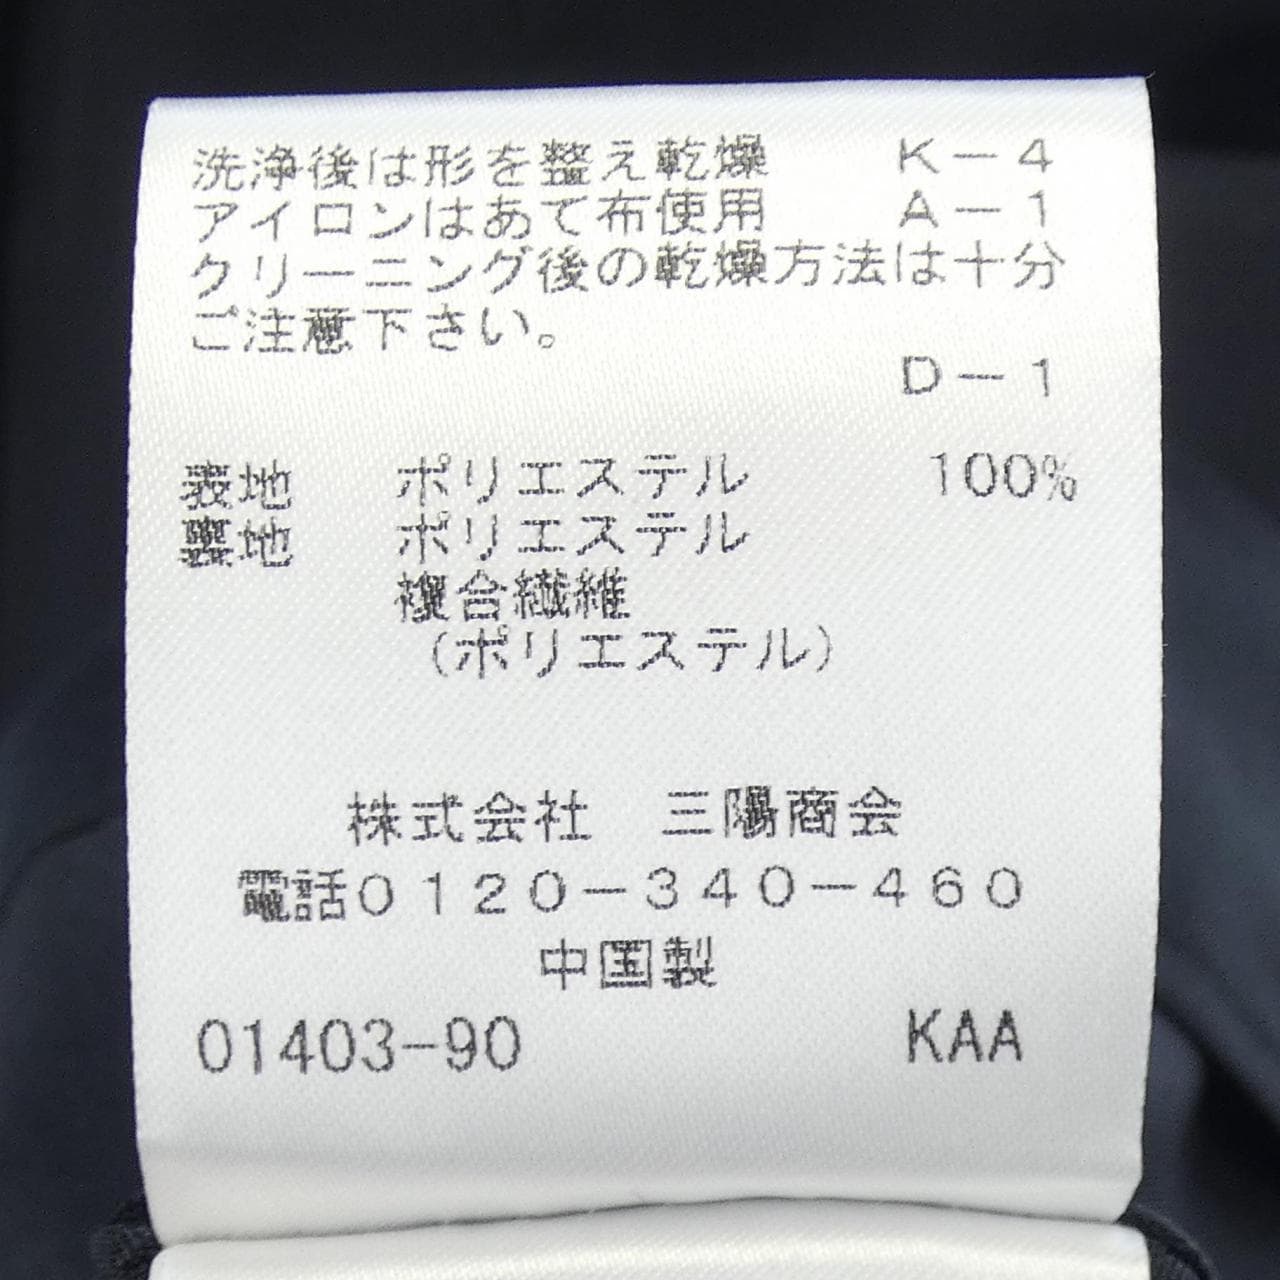 洗浄後は形を整え乾燥 K－4
アイロンはあて布使用 A－1
クリーニング後の乾燥方法は十分
ご注意下さい。
D－1
表地 ポリエステル 100%
裏地 ポリエステル
複合繊維
（ポリエステル）
株式会社 三陽商会
電話0120－340－460
中国製
01403-90 KAA